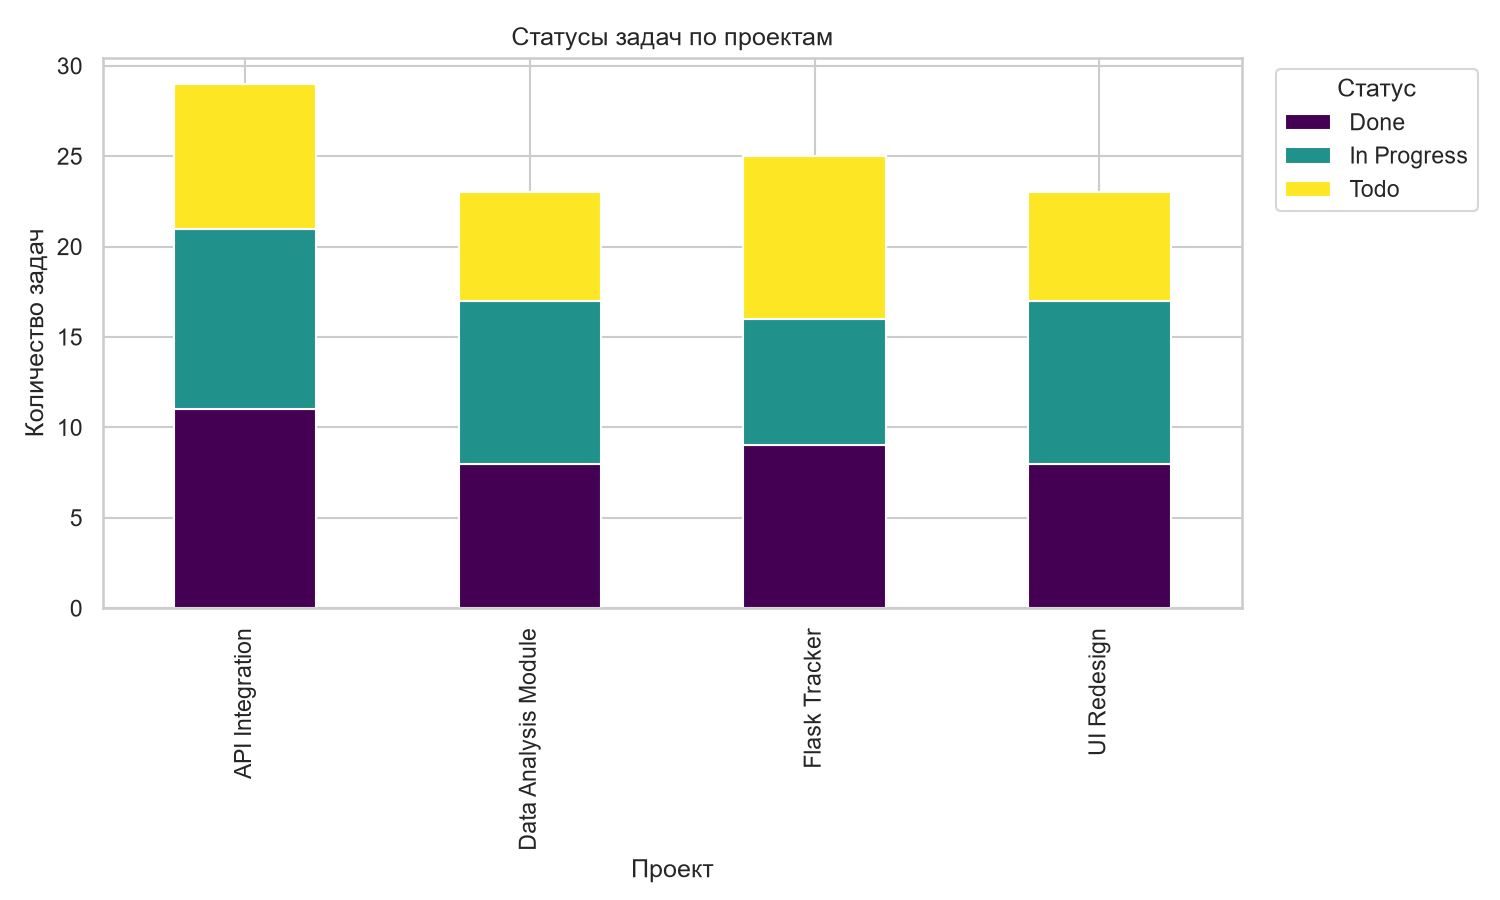 Статусы задач по проектам
30
25
20
15
10
5
0
Количество задач
API Integration
Data Analysis Module
Flask Tracker
UI Redesign
Проект
Статус
Done
In Progress
Todo